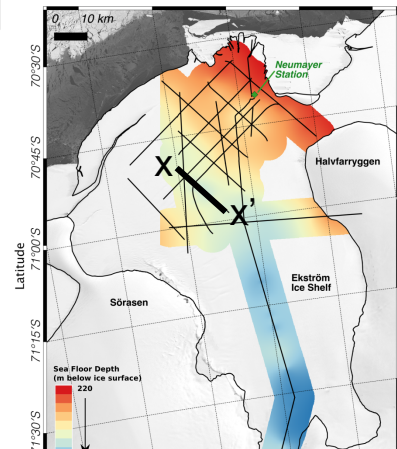 0 10 km
70°30'S
Neumayer
Station
70°45'S
Halvfarryggen
X
X'
71°00'S
Latitude
Ekström
Ice Shelf
Sörasen
71°15'S
Sea Floor Depth
(m below ice surface)
220
71°30'S